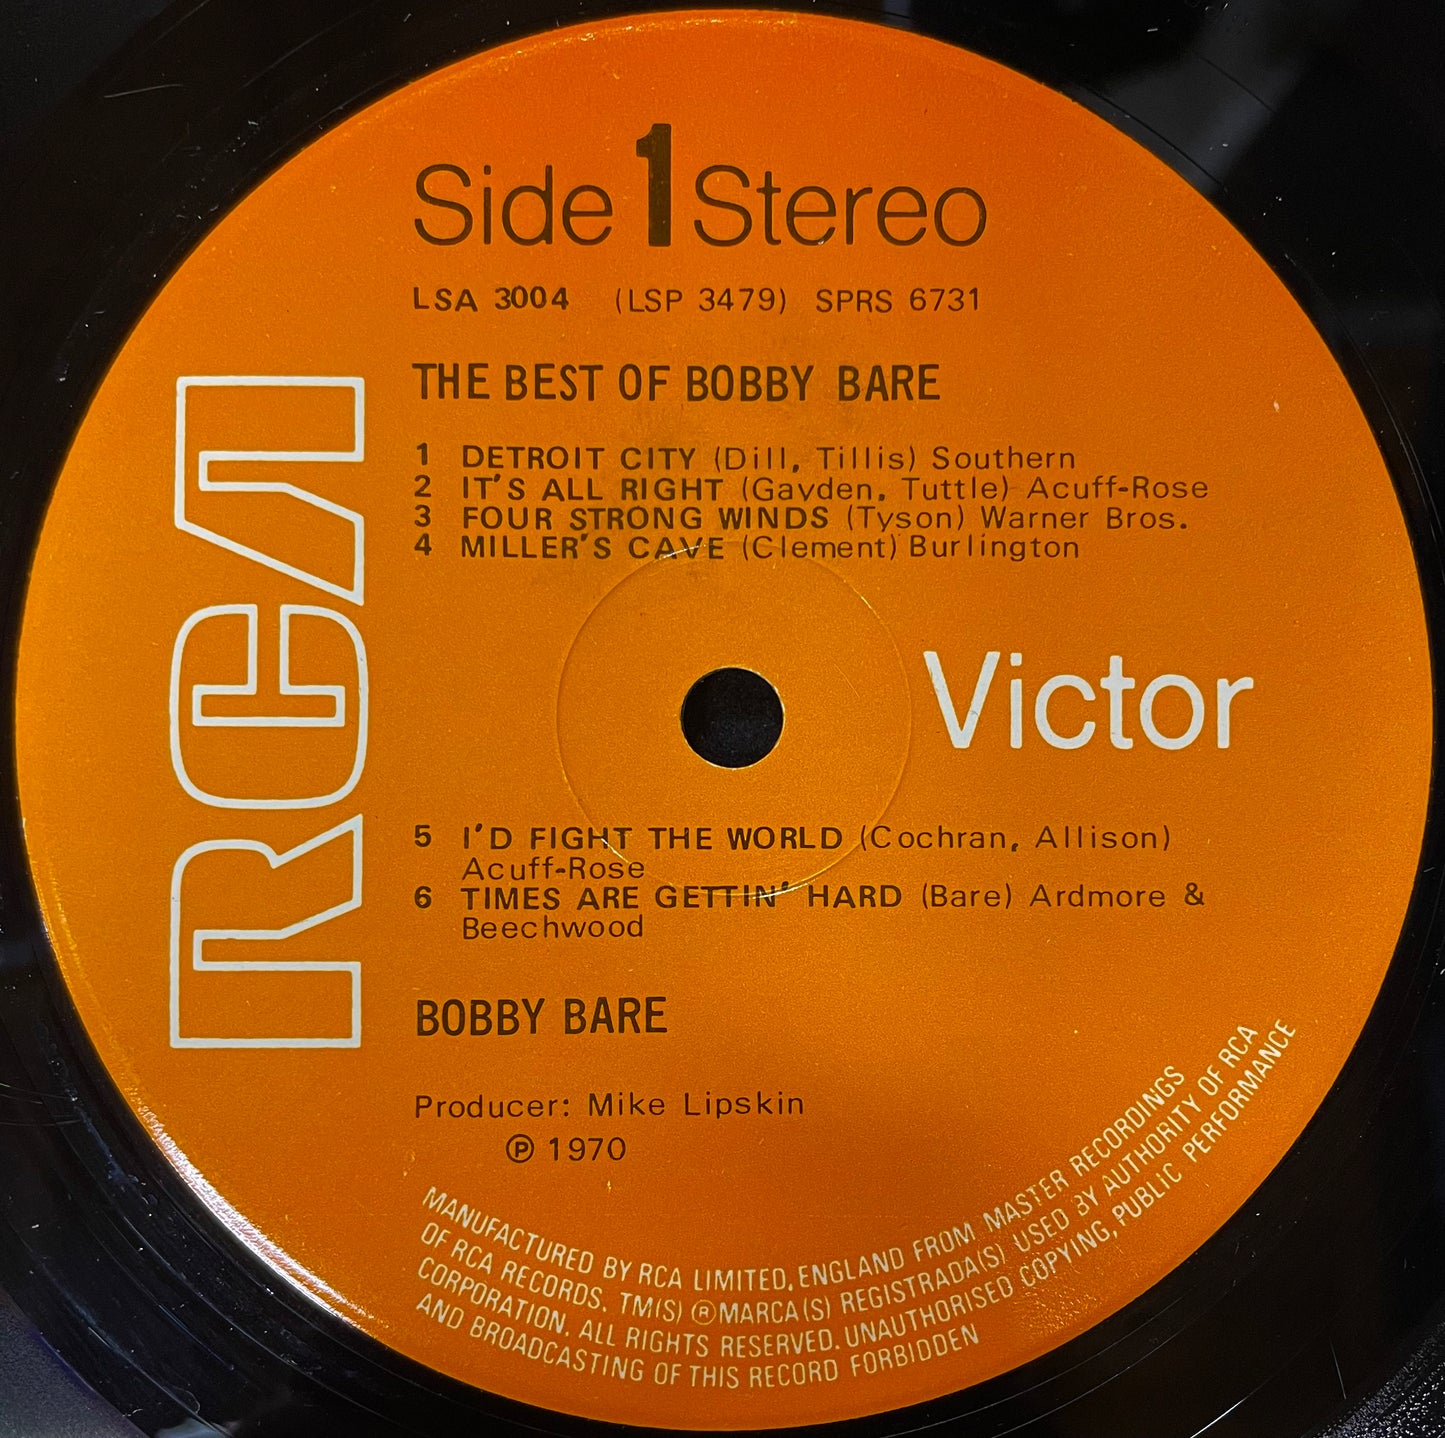 Side 1 Stereo
LSA 3004 (LSP 3479) SPRS 6731
THE BEST OF BOBBY BARE
1 DETROIT CITY (Dill, Tillis) Southern
2 IT'S ALL RIGHT (Gayden, Tuttle) Acuff-Rose
3 FOUR STRONG WINDS (Tyson) Warner Bros.
4 MILLER'S CAVE (Clement) Burlington
RCA
Victor
5 I'D FIGHT THE WORLD (Cochran, Allison)
Acuff-Rose
6 TIMES ARE GETTIN' HARD (Bare) Ardmore &
Beechwood
BOBBY BARE
Producer: Mike Lipskin
℗ 1970
MANUFACTURED BY RCA LIMITED, ENGLAND FROM MASTER RECORDINGS
OF RCA RECORDS. TM(S) ® MARCA(S) REGISTRADA(S) USED BY AUTHORITY OF RCA
CORPORATION. ALL RIGHTS RESERVED. UNAUTHORISED COPYING, PUBLIC PERFORMANCE
AND BROADCASTING OF THIS RECORD FORBIDDEN